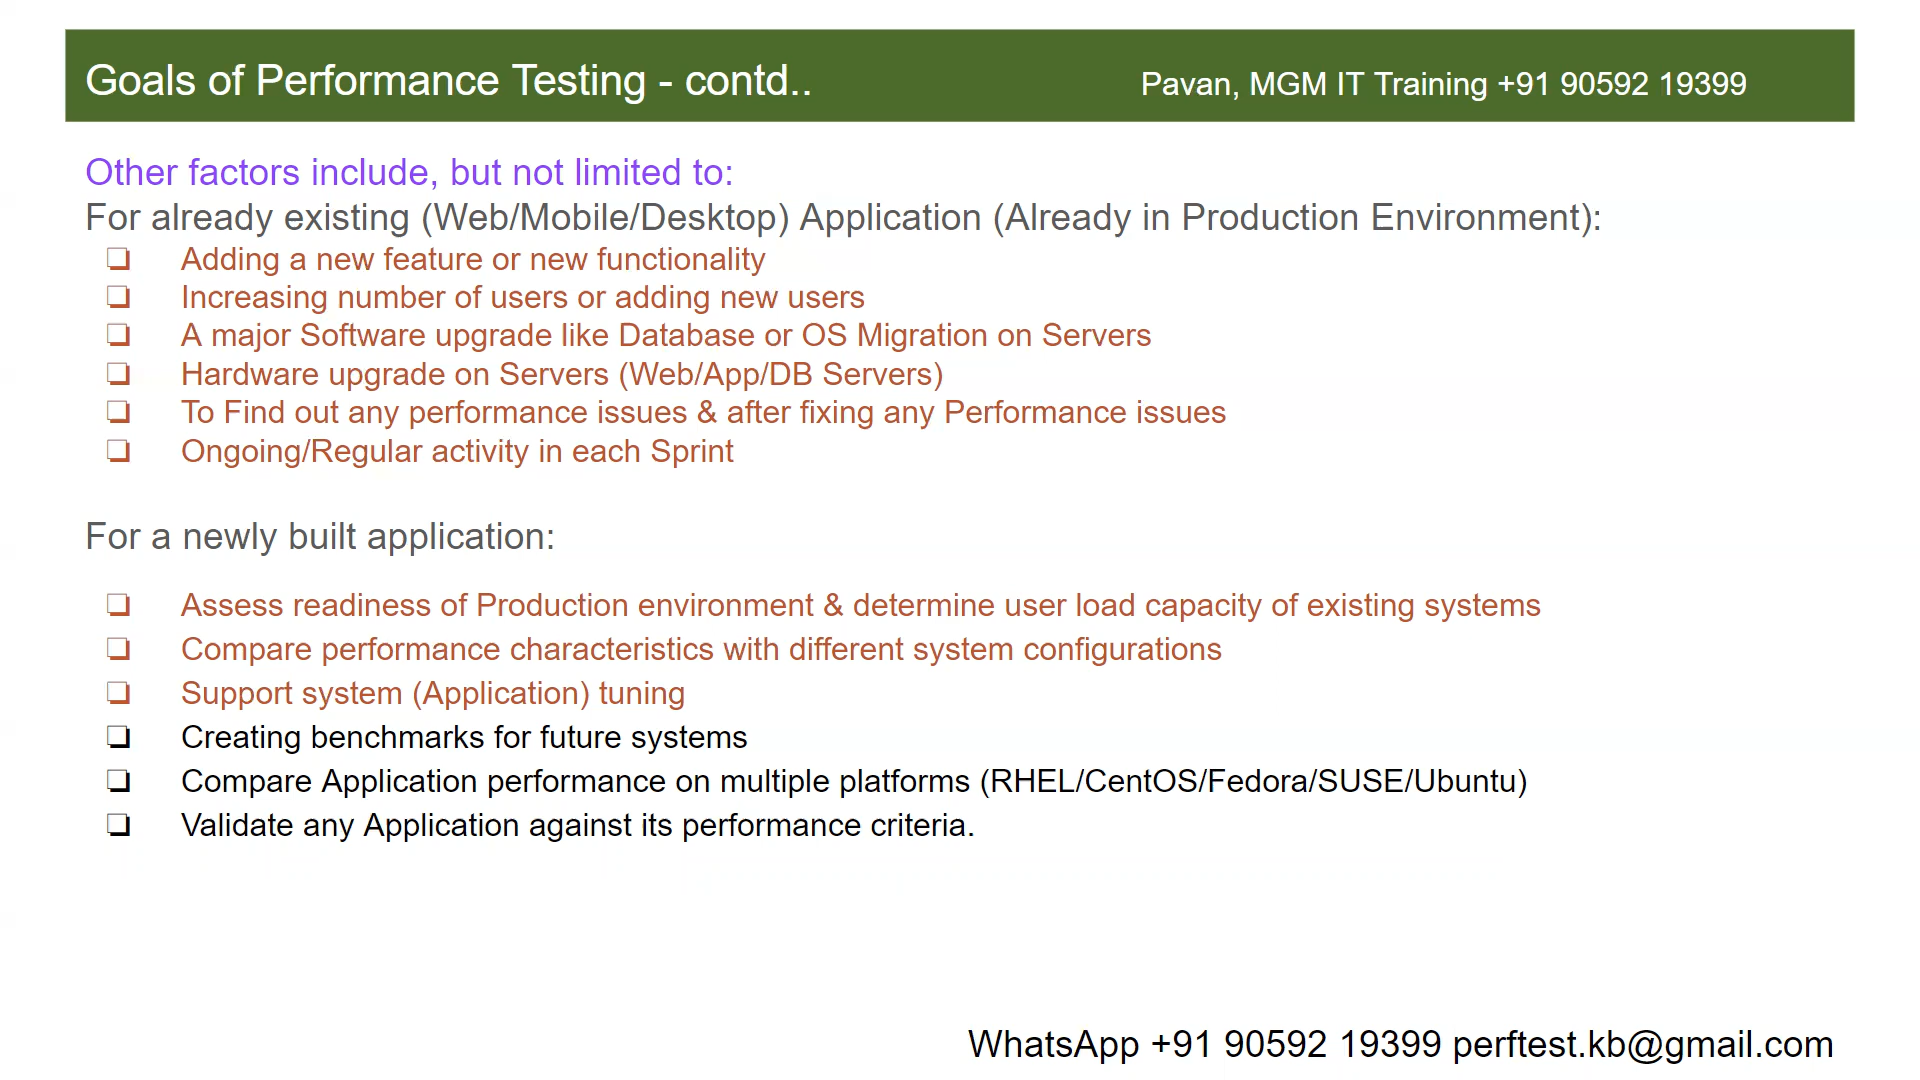 Goals of Performance Testing - contd..
Pavan, MGM IT Training +91 90592 19399
Other factors include, but not limited to:
For already existing (Web/Mobile/Desktop) Application (Already in Production Environment):
❏ Adding a new feature or new functionality
❏ Increasing number of users or adding new users
❏ A major Software upgrade like Database or OS Migration on Servers
❏ Hardware upgrade on Servers (Web/App/DB Servers)
❏ To Find out any performance issues & after fixing any Performance issues
❏ Ongoing/Regular activity in each Sprint
For a newly built application:
❏ Assess readiness of Production environment & determine user load capacity of existing systems
❏ Compare performance characteristics with different system configurations
❏ Support system (Application) tuning
❏ Creating benchmarks for future systems
❏ Compare Application performance on multiple platforms (RHEL/CentOS/Fedora/SUSE/Ubuntu)
❏ Validate any Application against its performance criteria.
WhatsApp +91 90592 19399 perftest.kb@gmail.com